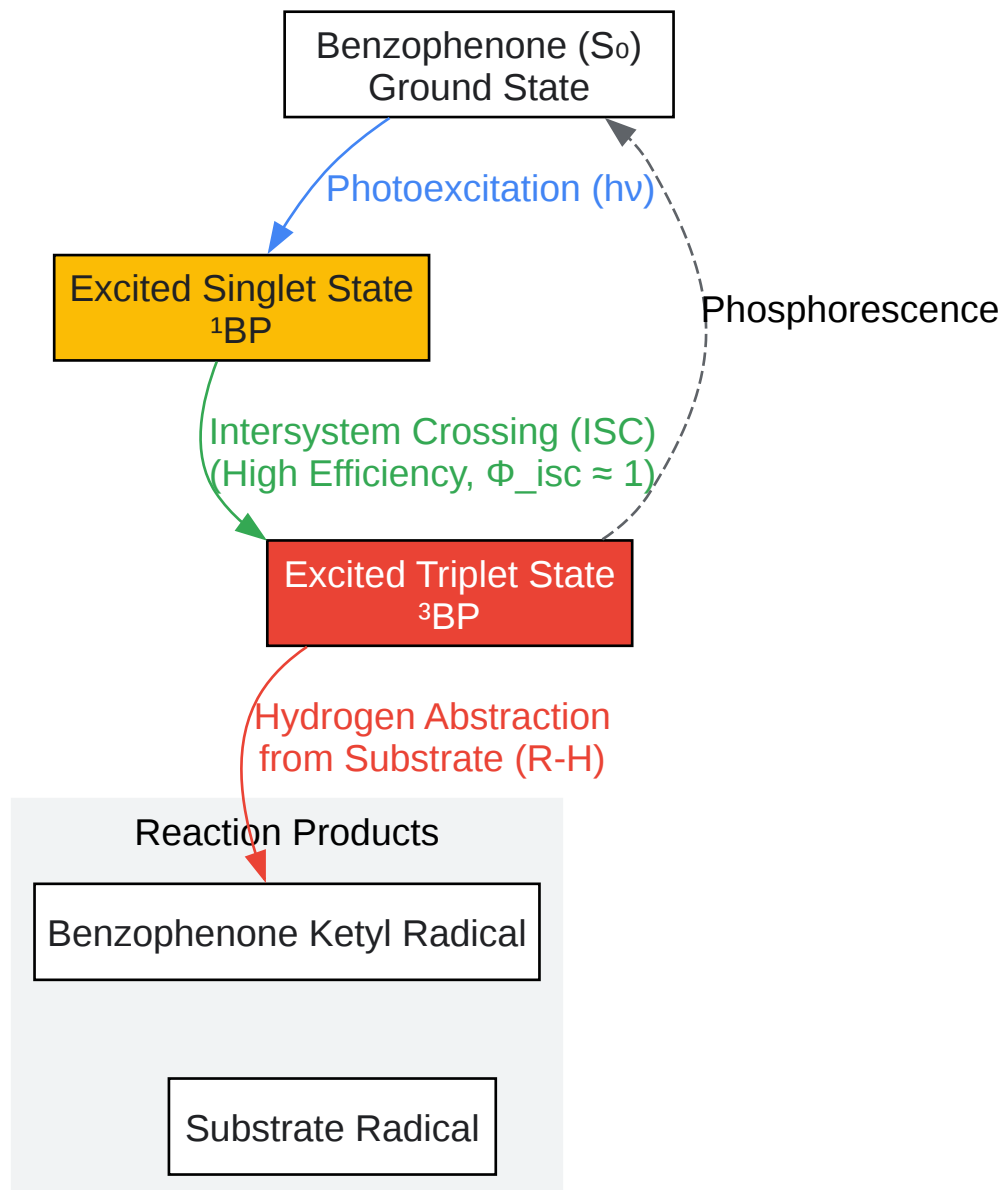 Benzophenone (S₀)
Ground State
Photoexcitation (hν)
Excited Singlet State
¹BP
Phosphorescence
Intersystem Crossing (ISC)
(High Efficiency, Φ_isc ≈ 1)
Excited Triplet State
³BP
Hydrogen Abstraction
from Substrate (R-H)
Reaction Products
Benzophenone Ketyl Radical
Substrate Radical